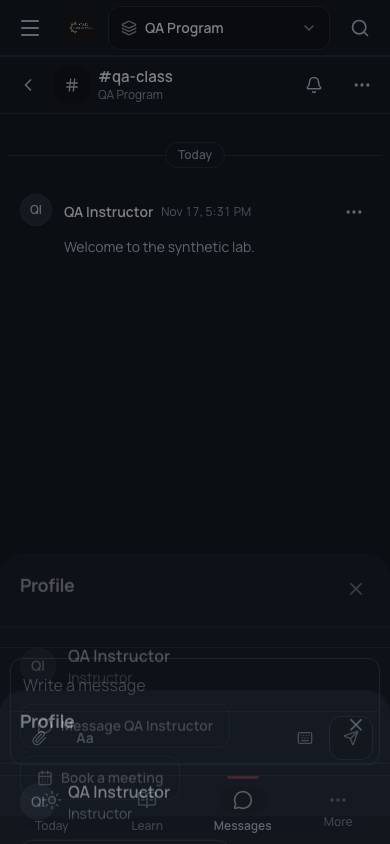 QA Program
#qa-class
QA Program
Today
QI
QA Instructor Nov 17, 5:31 PM
Welcome to the synthetic lab.
Profile
QI QA Instructor
Instructor
Write a message
Message QA Instructor
Profile
Aa
Book a meeting
QI QA Instructor
Instructor
Today Learn Messages More